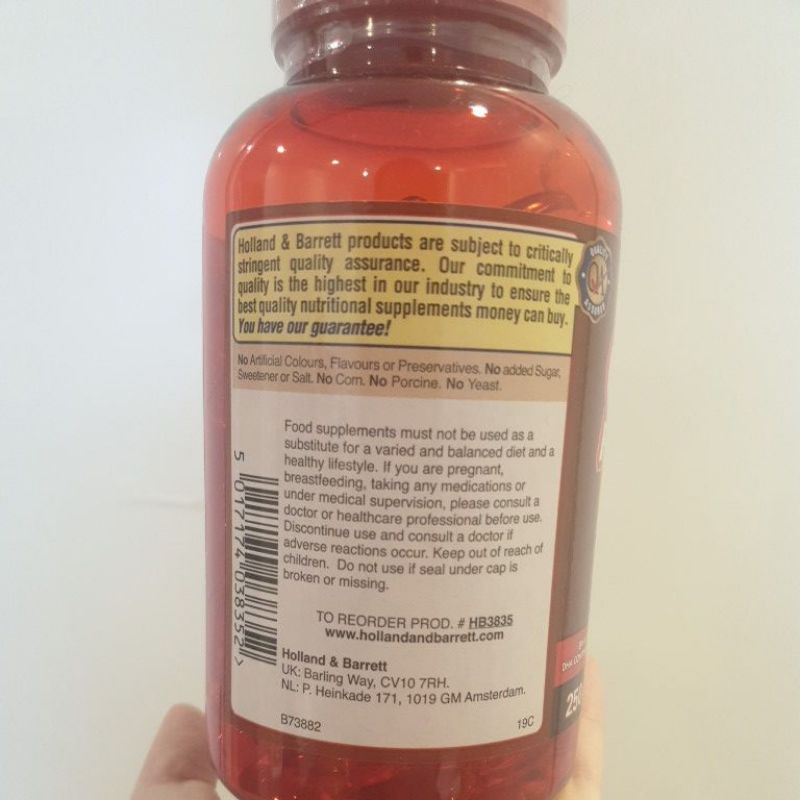 Holland & Barrett products are subject to critically
stringent quality assurance. Our commitment to
quality is the highest in our industry to ensure the
best quality nutritional supplements money can buy.
You have our guarantee!
No Artificial Colours, Flavours or Preservatives. No added Sugar,
Sweetener or Salt. No Corn. No Porcine. No Yeast.
Food supplements must not be used as a
substitute for a varied and balanced diet and a
healthy lifestyle. If you are pregnant,
breastfeeding, taking any medications or
under medical supervision, please consult a
doctor or healthcare professional before use.
Discontinue use and consult a doctor if
adverse reactions occur. Keep out of reach of
children. Do not use if seal under cap is
broken or missing.
5 017174 038352 >
TO REORDER PROD. # HB3835
www.hollandandbarrett.com
Holland & Barrett
UK: Barling Way, CV10 7RH.
NL: P. Heinkade 171, 1019 GM Amsterdam.
B73882
19C
QUALITY
ASSURED
DHA